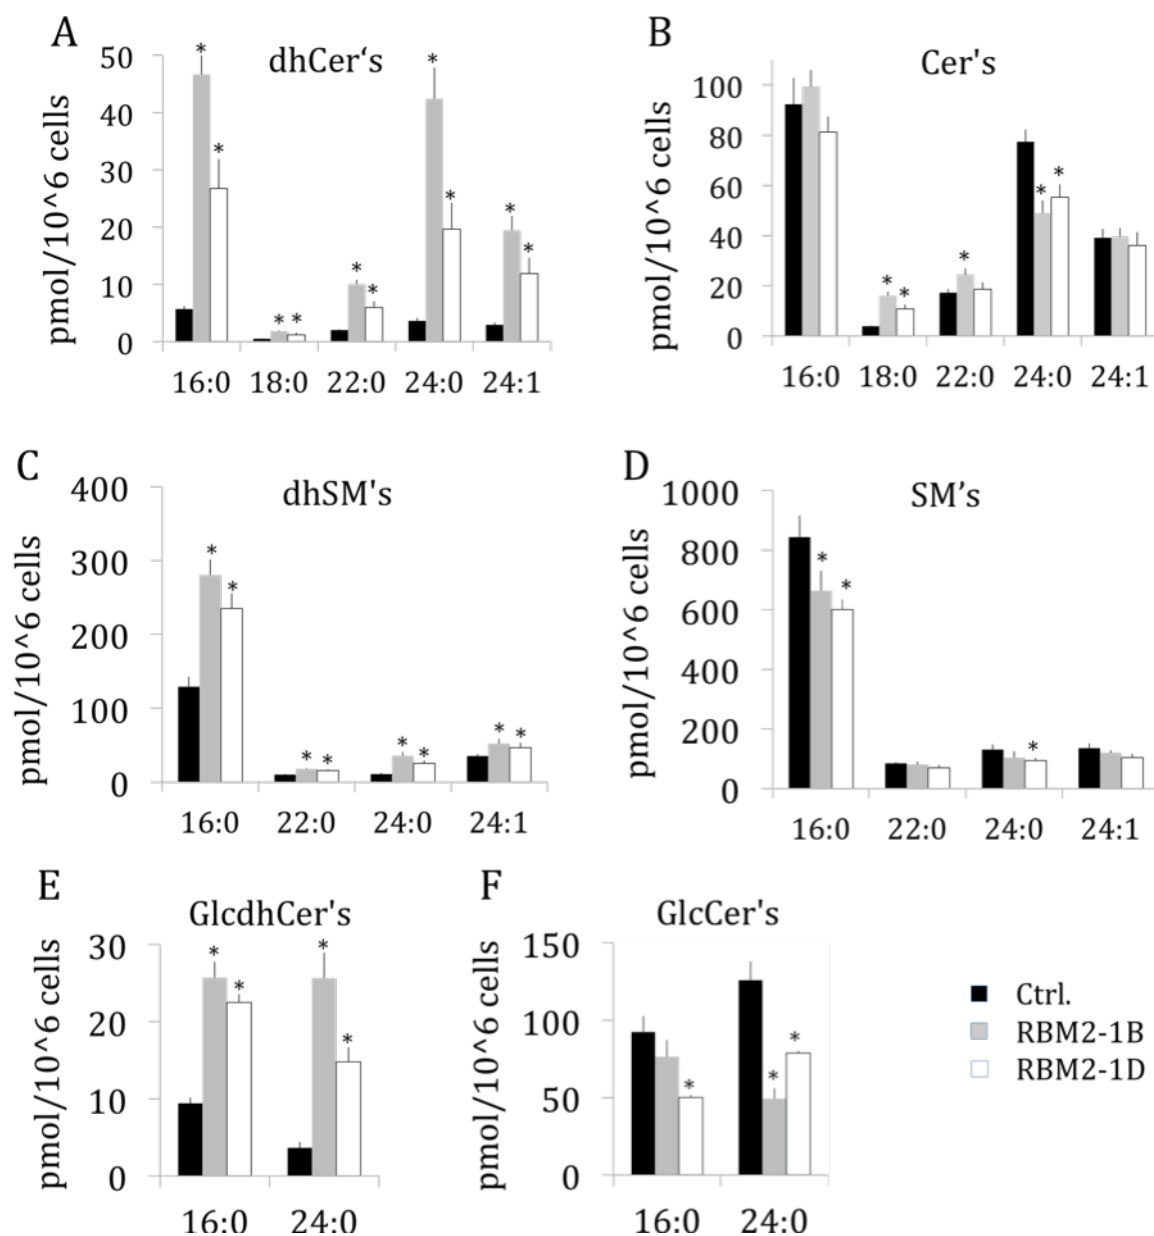 A
dhCer‘s
pmol/10^6 cells
50
40
30
20
10
0
* * * * * * * * * *
16:0 18:0 22:0 24:0 24:1
B
Cer's
pmol/10^6 cells
100
80
60
40
20
0
* * * * *
16:0 18:0 22:0 24:0 24:1
C
dhSM's
pmol/10^6 cells
400
300
200
100
0
* * * * * * * *
16:0 22:0 24:0 24:1
D
SM’s
pmol/10^6 cells
1000
800
600
400
200
0
* * *
16:0 22:0 24:0 24:1
E
GlcdhCer's
pmol/10^6 cells
30
20
10
0
* * * *
16:0 24:0
F
GlcCer's
pmol/10^6 cells
150
100
50
0
* * *
16:0 24:0
Ctrl.
RBM2-1B
RBM2-1D